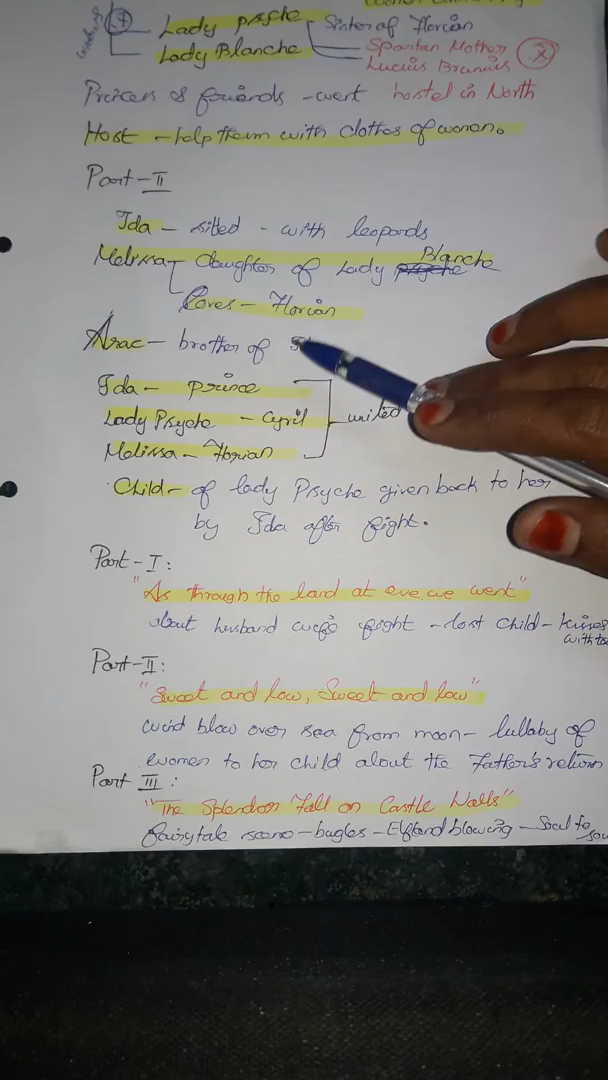 Lady Psyche
Sister of Florian
Lady Blanche
Spartan Mother
Lucius Brunuis
Princes & friends - went hostel in North
Host - help them with clothes of women.
Part - II
Ida - sitted - with leopards
Melissa - daughter of Lady Blanche
Loves - Florian
Arac - brother of
Ida - prince
Lady Psyche - Cyril
united
Melissa - Florian
Child - of lady Psyche given back to her
by Ida after fight.
Part - I :
"As through the land at eve we went"
about husband wife fight - lost child - kisses
with
Part - II :
"Sweet and low, Sweet and low"
wind blow over sea from moon - lullaby of
women to her child about the Father's return
Part III :
"The Splendor Fall on Castle Walls"
fairytale scene - bugles - Elfland blowing - Soul to